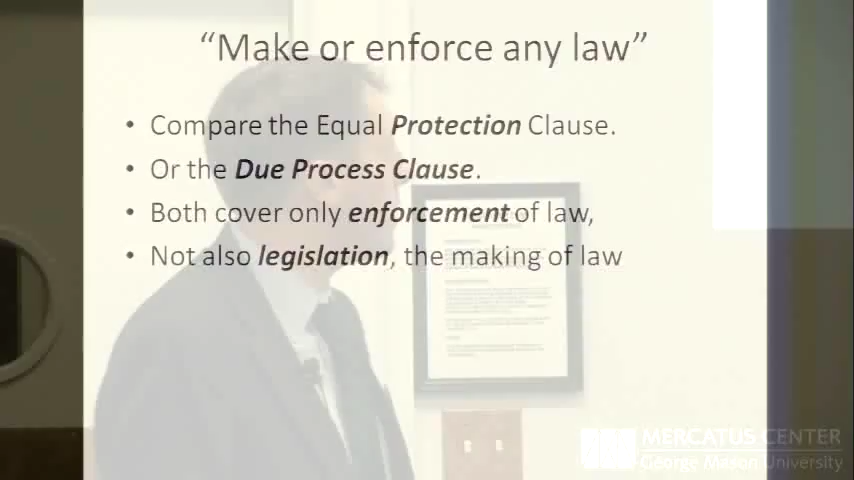 “Make or enforce any law”
• Compare the Equal Protection Clause.
• Or the Due Process Clause.
• Both cover only enforcement of law,
• Not also legislation, the making of law
MERCATUS CENTER
George Mason University